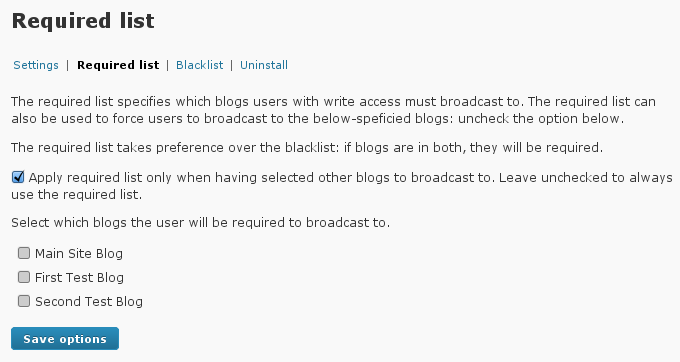 Required list
Settings | Required list | Blacklist | Uninstall
The required list specifies which blogs users with write access must broadcast to. The required list can
also be used to force users to broadcast to the below-speficied blogs: uncheck the option below.
The required list takes preference over the blacklist: if blogs are in both, they will be required.
Apply required list only when having selected other blogs to broadcast to. Leave unchecked to always
use the required list.
Select which blogs the user will be required to broadcast to.
Main Site Blog
First Test Blog
Second Test Blog
Save options